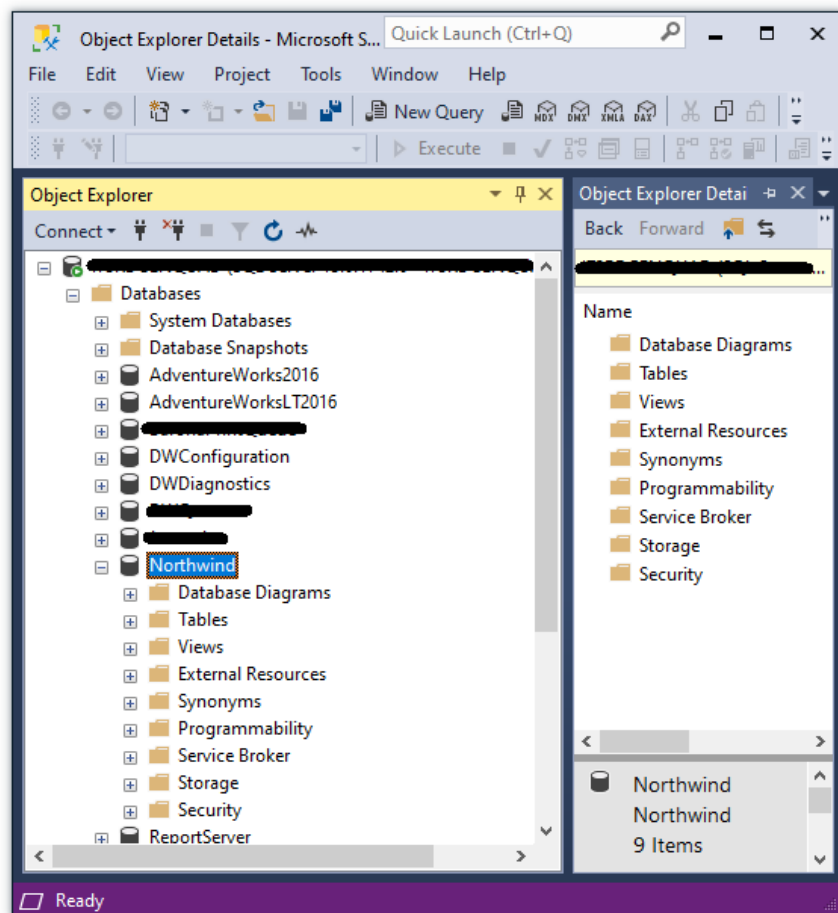 Object Explorer Details - Microsoft S... Quick Launch (Ctrl+Q)
File Edit View Project Tools Window Help
New Query MDX DMX XMLA DAX
Execute
Object Explorer
Connect
Databases
System Databases
Database Snapshots
AdventureWorks2016
AdventureWorksLT2016
DWConfiguration
DWDiagnostics
Northwind
Database Diagrams
Tables
Views
External Resources
Synonyms
Programmability
Service Broker
Storage
Security
ReportServer
Object Explorer Detai
Back Forward
...
Name
Database Diagrams
Tables
Views
External Resources
Synonyms
Programmability
Service Broker
Storage
Security
Northwind
Northwind
9 Items
Ready